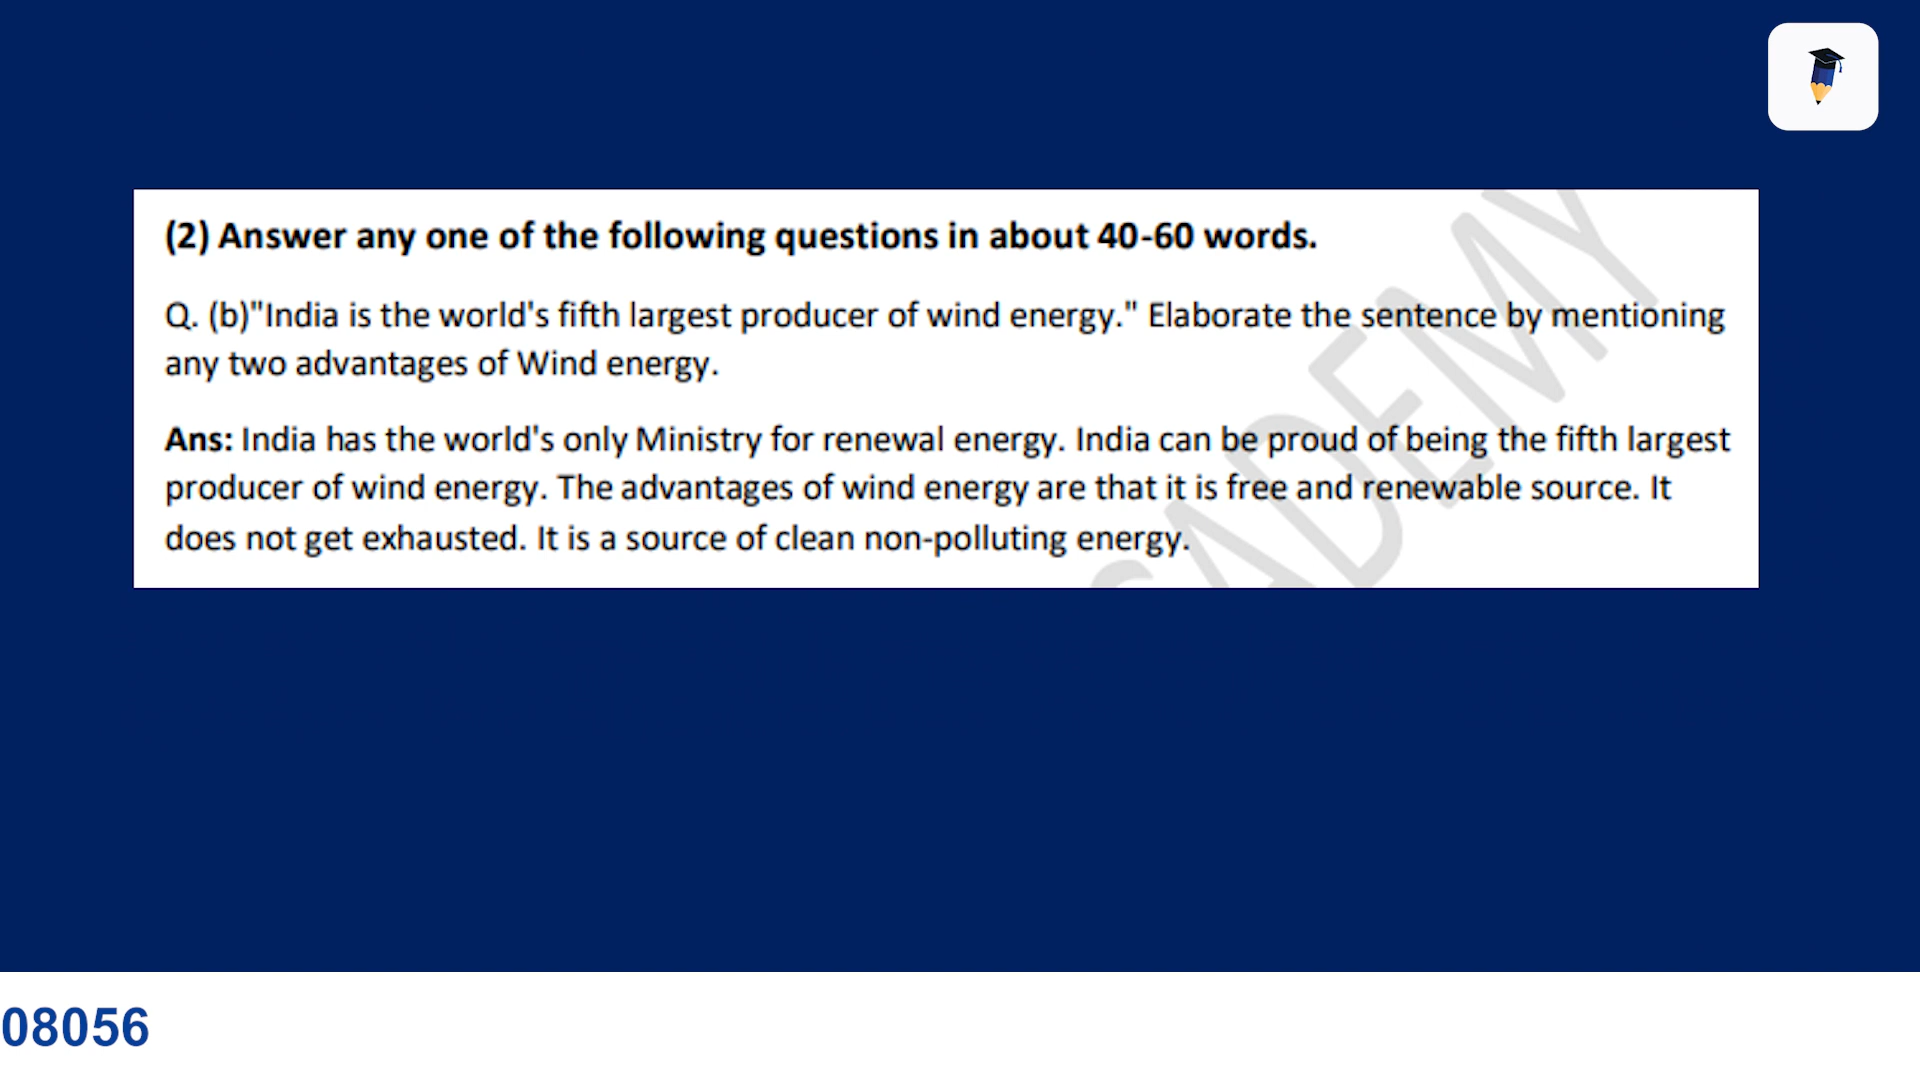 (2) Answer any one of the following questions in about 40-60 words.
Q. (b)"India is the world's fifth largest producer of wind energy." Elaborate the sentence by mentioning
any two advantages of Wind energy.
Ans: India has the world's only Ministry for renewal energy. India can be proud of being the fifth largest
producer of wind energy. The advantages of wind energy are that it is free and renewable source. It
does not get exhausted. It is a source of clean non-polluting energy.
08056